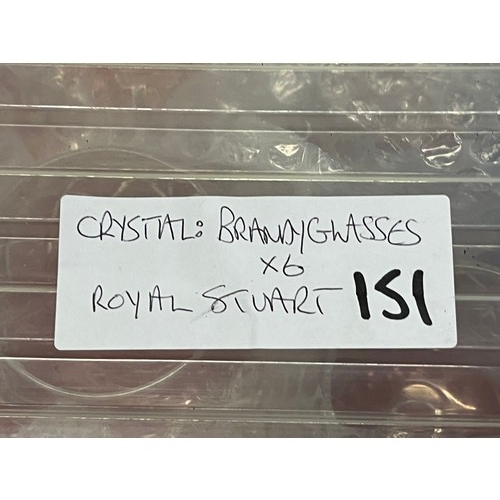 CRYSTAL: BRANDYGLASSES
X6
ROYAL STUART 151